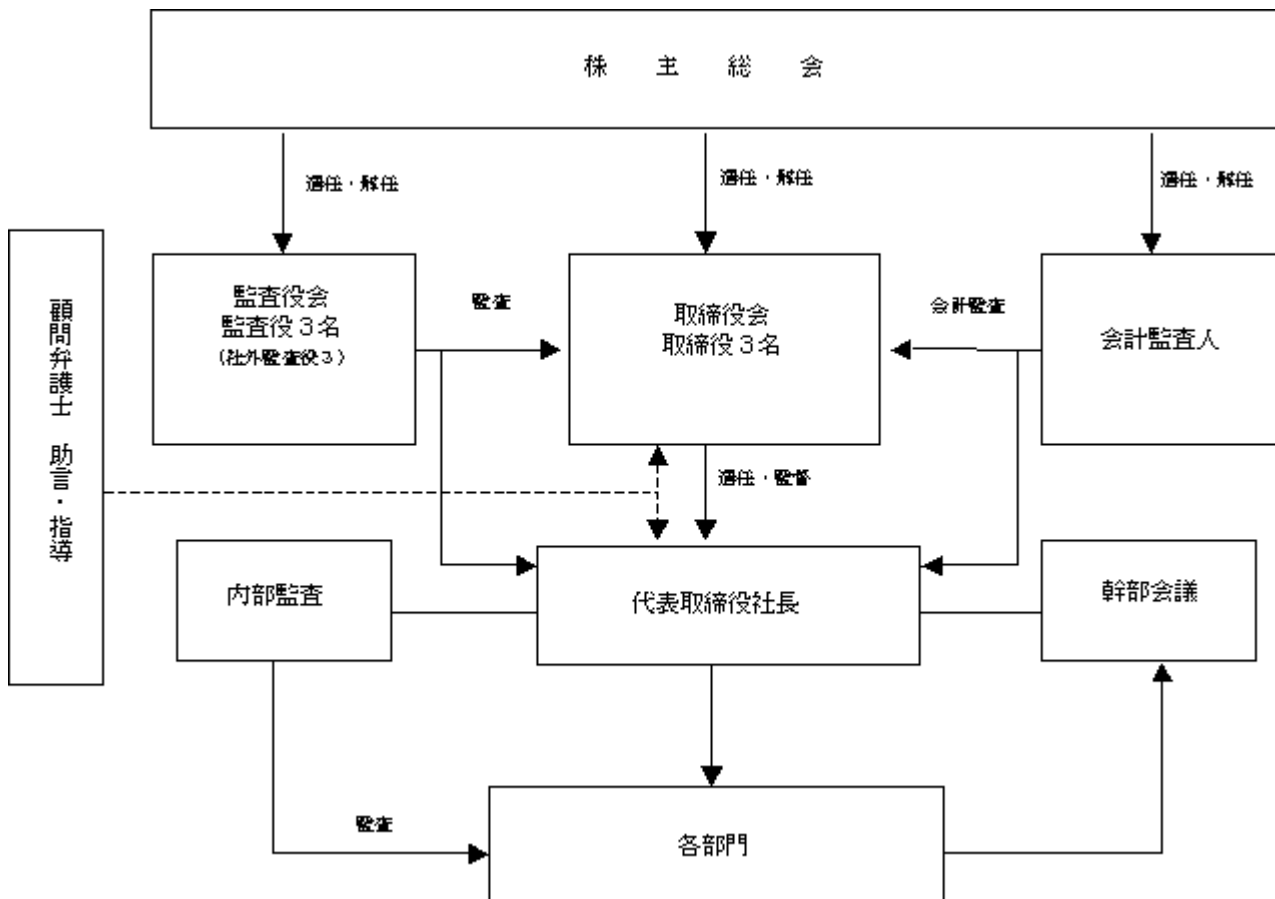 株　主　総　会
選任・解任
選任・解任
選任・解任
顧問弁護士　助言・指導
監査役会
監査役３名
（社外監査役３）
監査
取締役会
取締役３名
会計監査
会計監査人
選任・監督
内部監査
代表取締役社長
幹部会議
監査
各部門